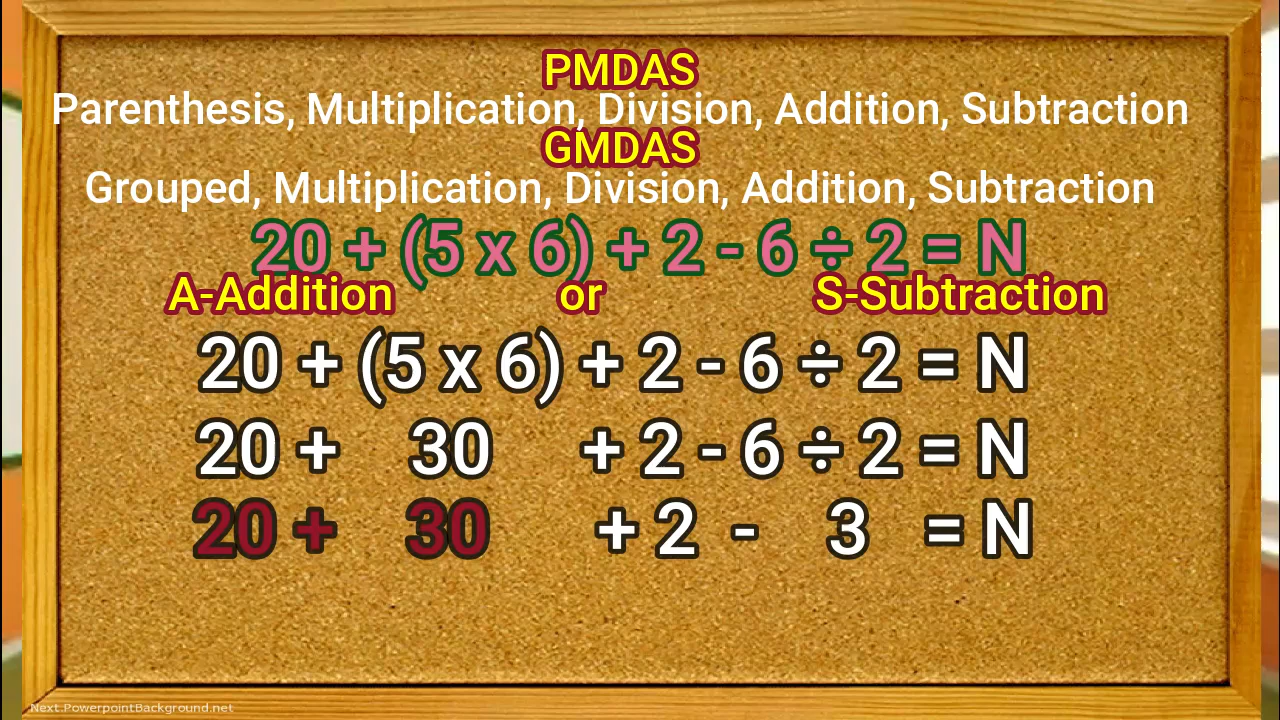 PMDAS
Parenthesis, Multiplication, Division, Addition, Subtraction
GMDAS
Grouped, Multiplication, Division, Addition, Subtraction
20 + (5 x 6) + 2 - 6 ÷ 2 = N
A-Addition or S-Subtraction
20 + (5 x 6) + 2 - 6 ÷ 2 = N
20 + 30 + 2 - 6 ÷ 2 = N
20 + 30 + 2 - 3 = N
Next.PowerpointBackground.net